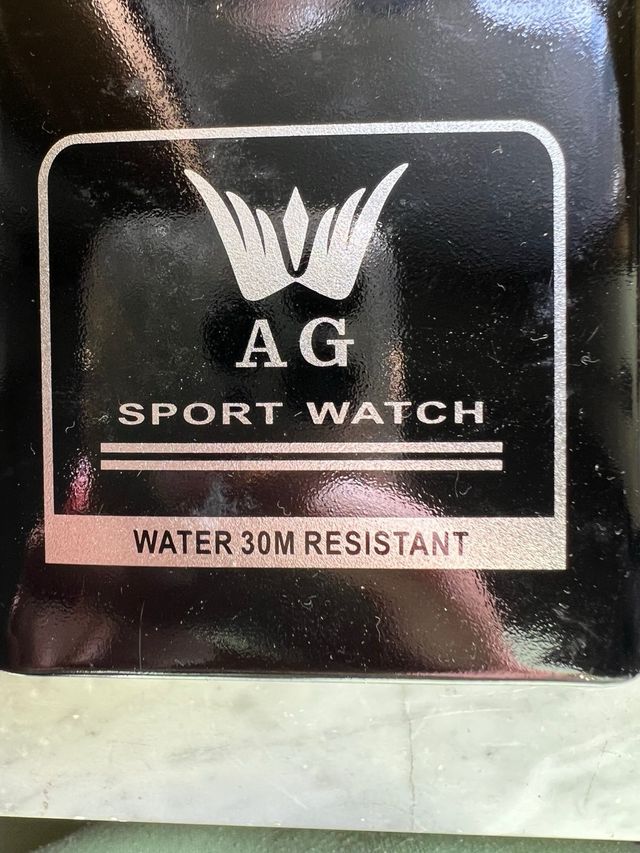 AG
SPORT WATCH
WATER 30M RESISTANT